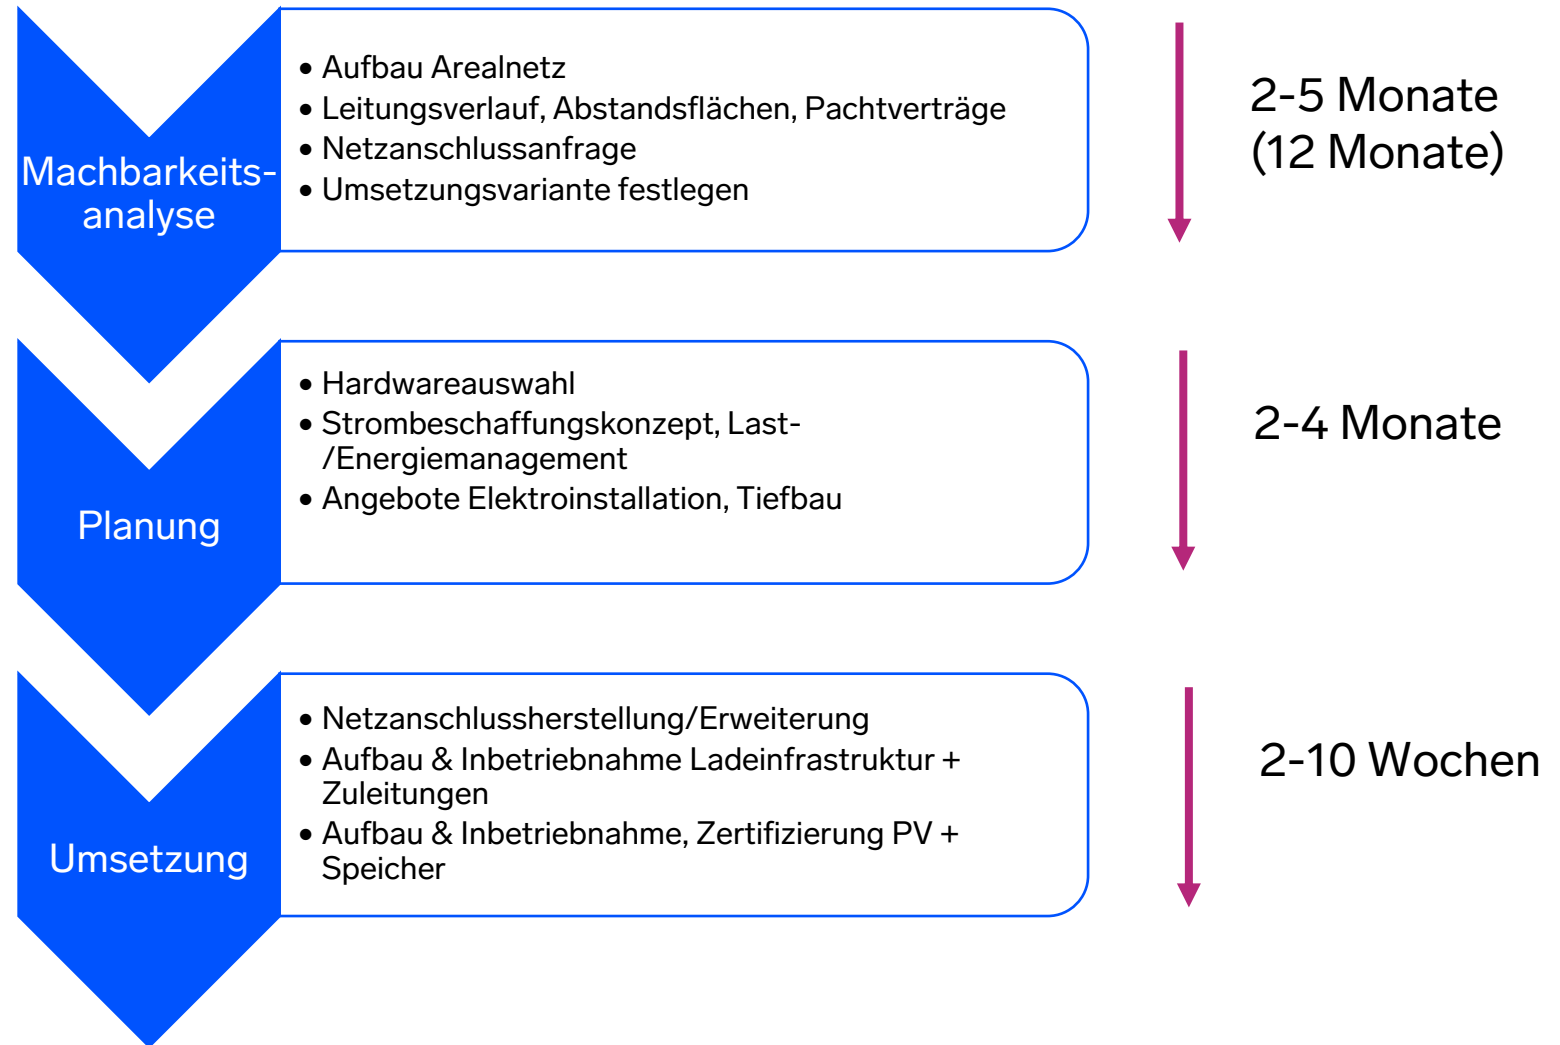 Machbarkeits-
analyse
• Aufbau Arealnetz
• Leitungsverlauf, Abstandsflächen, Pachtverträge
• Netzanschlussanfrage
• Umsetzungsvariante festlegen
2-5 Monate
(12 Monate)
Planung
• Hardwareauswahl
• Strombeschaffungskonzept, Last-
/Energiemanagement
• Angebote Elektroinstallation, Tiefbau
2-4 Monate
Umsetzung
• Netzanschlussherstellung/Erweiterung
• Aufbau & Inbetriebnahme Ladeinfrastruktur +
Zuleitungen
• Aufbau & Inbetriebnahme, Zertifizierung PV +
Speicher
2-10 Wochen